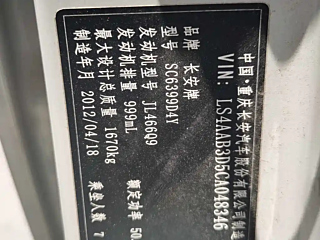 中国·重庆长安汽车股份有限公司制造
VIN: LS4AAB3D5CA048346
品牌 长安牌
型号 SC6399D4Y
发动机型号 JL466Q9
发动机排量 999mL 额定功率 50.
最大设计总质量 1670kg
制造年月 2012/04/18 乘坐人数 7